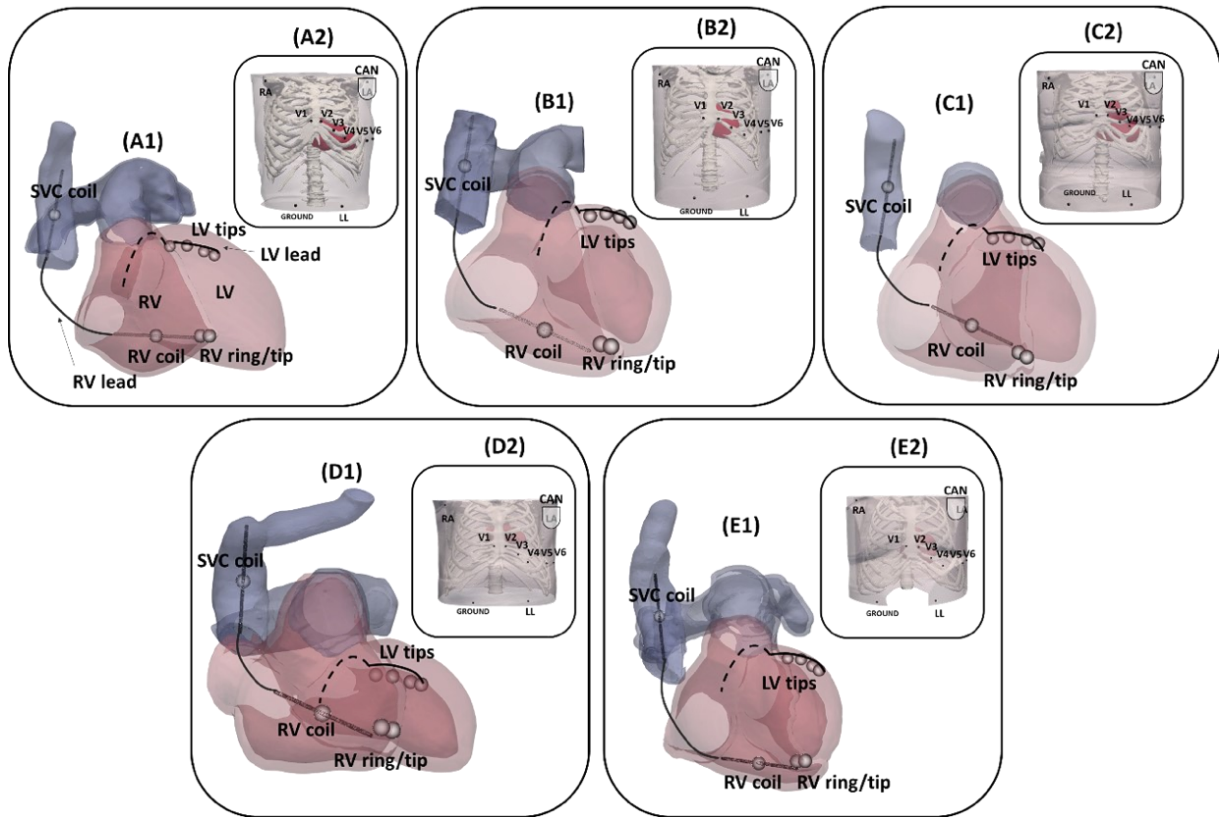 (A2)
CAN
RA
LA
V1
V2
V3
V4
V5
V6
GROUND
LL
(A1)
SVC coil
LV tips
LV lead
RV
LV
RV coil
RV ring/tip
RV lead
(B2)
CAN
RA
LA
V1
V2
V3
V4
V5
V6
GROUND
LL
(B1)
SVC coil
LV tips
RV coil
RV ring/tip
(C2)
CAN
RA
LA
V1
V2
V3
V4
V5
V6
GROUND
LL
(C1)
SVC coil
LV tips
RV coil
RV ring/tip
(D2)
CAN
RA
LA
V1
V2
V3
V4
V5
V6
GROUND
LL
(D1)
SVC coil
LV tips
RV coil
RV ring/tip
(E2)
CAN
RA
LA
V1
V2
V3
V4
V5
V6
GROUND
LL
(E1)
SVC coil
LV tips
RV coil
RV ring/tip